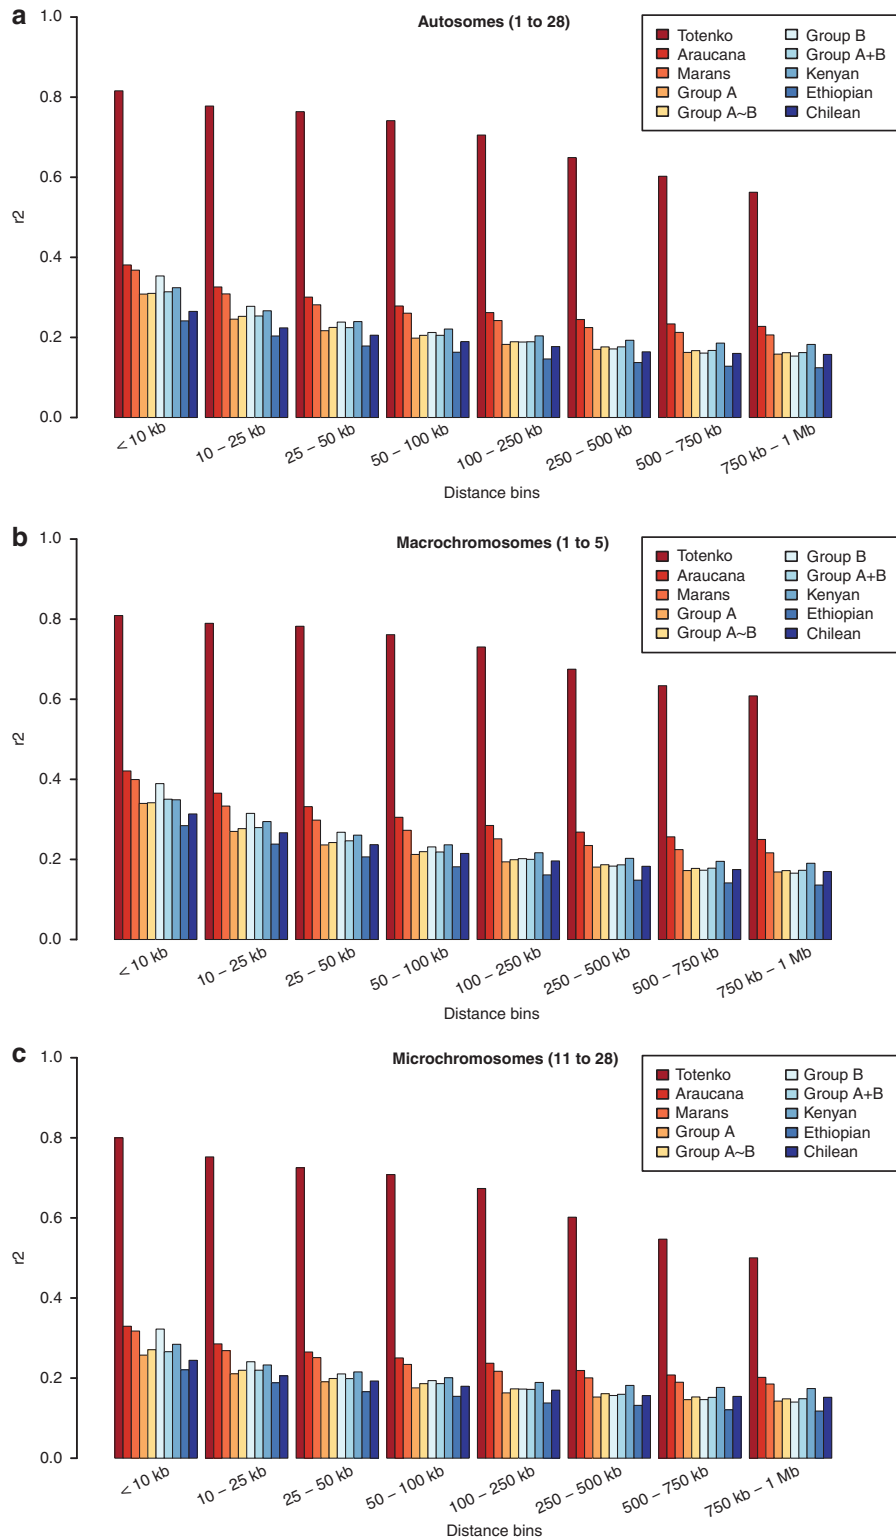 a
Autosomes (1 to 28)
Totenko
Araucana
Marans
Group A
Group A~B
Group B
Group A+B
Kenyan
Ethiopian
Chilean
1.0
0.8
0.6
0.4
0.2
0.0
r2
< 10 kb
10 – 25 kb
25 – 50 kb
50 – 100 kb
100 – 250 kb
250 – 500 kb
500 – 750 kb
750 kb – 1 Mb
Distance bins
b
Macrochromosomes (1 to 5)
Totenko
Araucana
Marans
Group A
Group A~B
Group B
Group A+B
Kenyan
Ethiopian
Chilean
1.0
0.8
0.6
0.4
0.2
0.0
r2
< 10 kb
10 – 25 kb
25 – 50 kb
50 – 100 kb
100 – 250 kb
250 – 500 kb
500 – 750 kb
750 kb – 1 Mb
Distance bins
c
Microchromosomes (11 to 28)
Totenko
Araucana
Marans
Group A
Group A~B
Group B
Group A+B
Kenyan
Ethiopian
Chilean
1.0
0.8
0.6
0.4
0.2
0.0
r2
< 10 kb
10 – 25 kb
25 – 50 kb
50 – 100 kb
100 – 250 kb
250 – 500 kb
500 – 750 kb
750 kb – 1 Mb
Distance bins